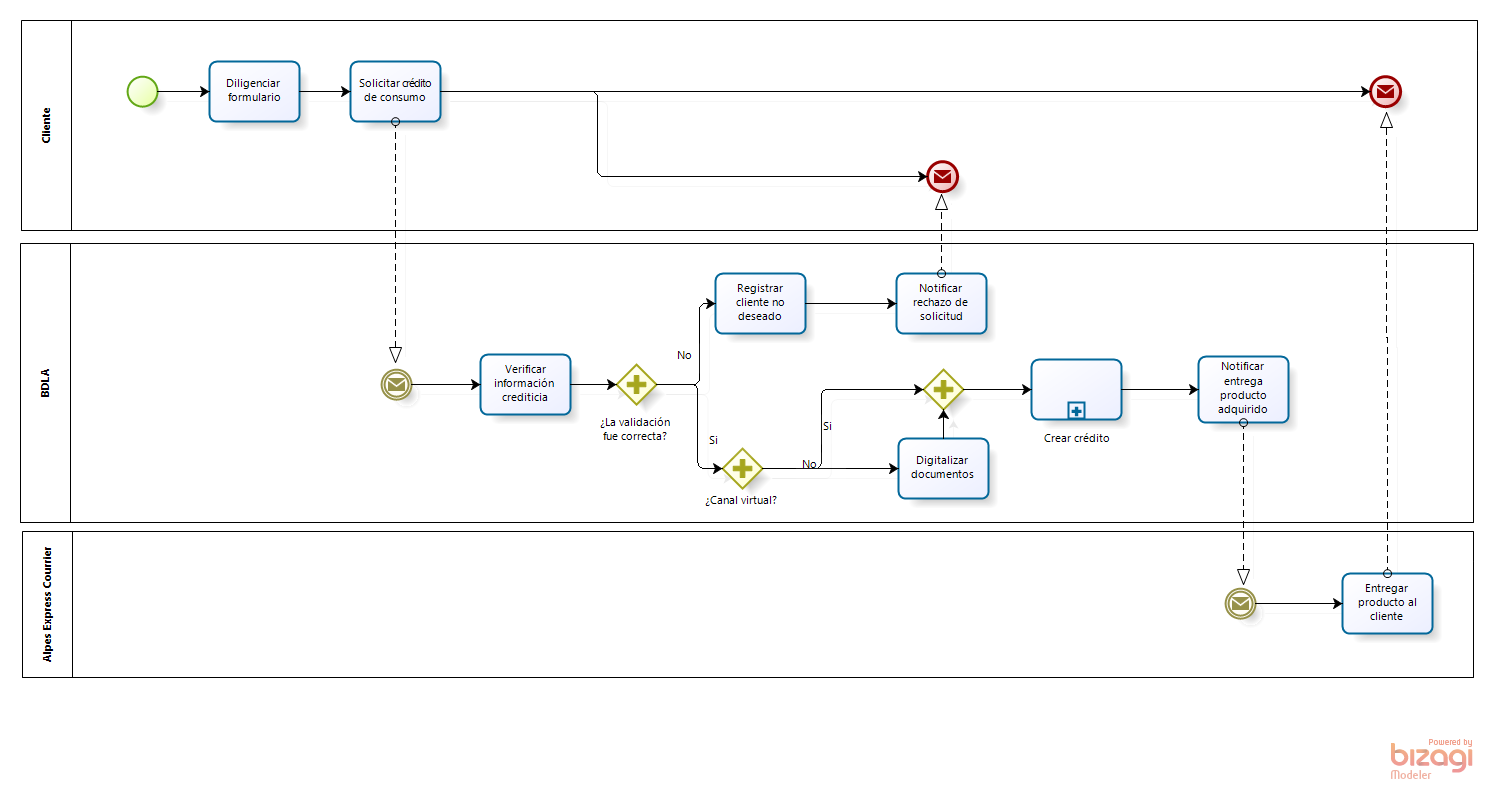 Cliente
Diligenciar
formulario
Solicitar crédito
de consumo
BDLA
Registrar
cliente no
deseado
Notificar
rechazo de
solicitud
No
Verificar
información
crediticia
¿La validación
fue correcta?
Si
Si
No
¿Canal virtual?
Digitalizar
documentos
Crear crédito
Notificar
entrega
producto
adquirido
Alpes Express Courrier
Entregar
producto al
cliente
Powered by
bizagi
Modeler